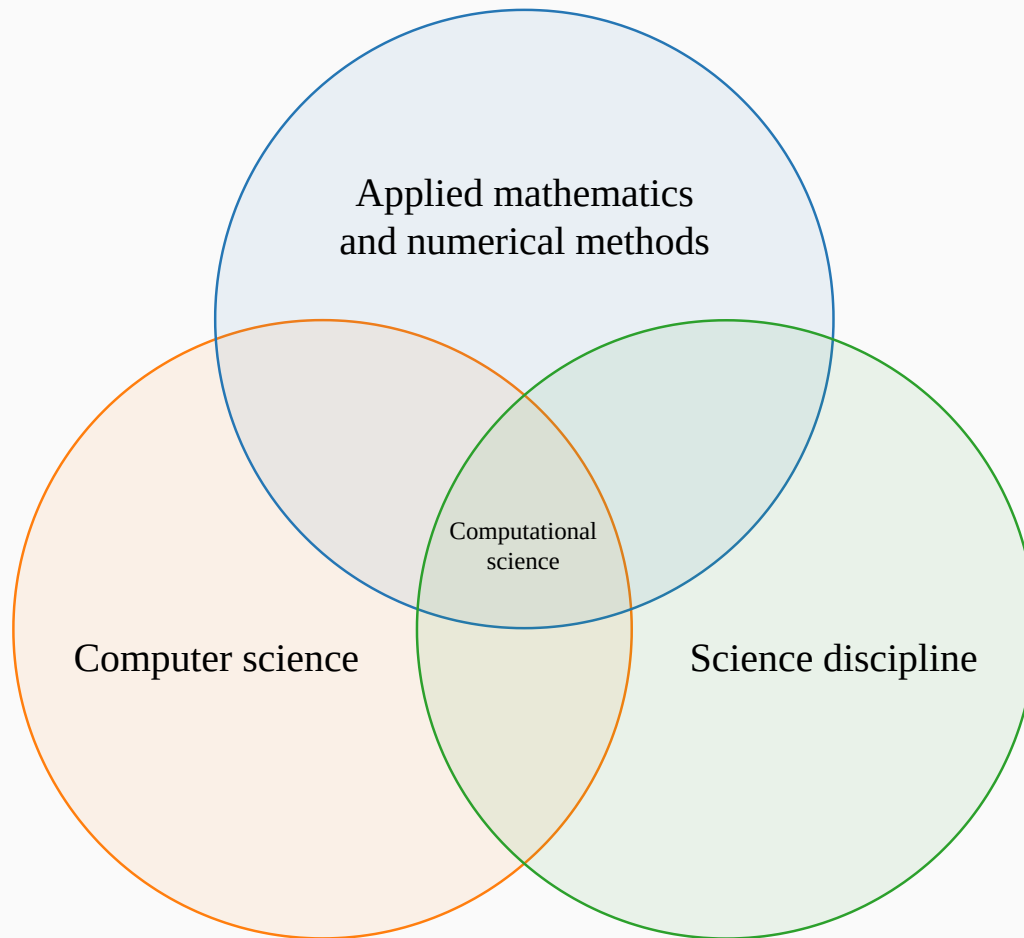 Applied mathematics
and numerical methods
Computational
science
Computer science
Science discipline